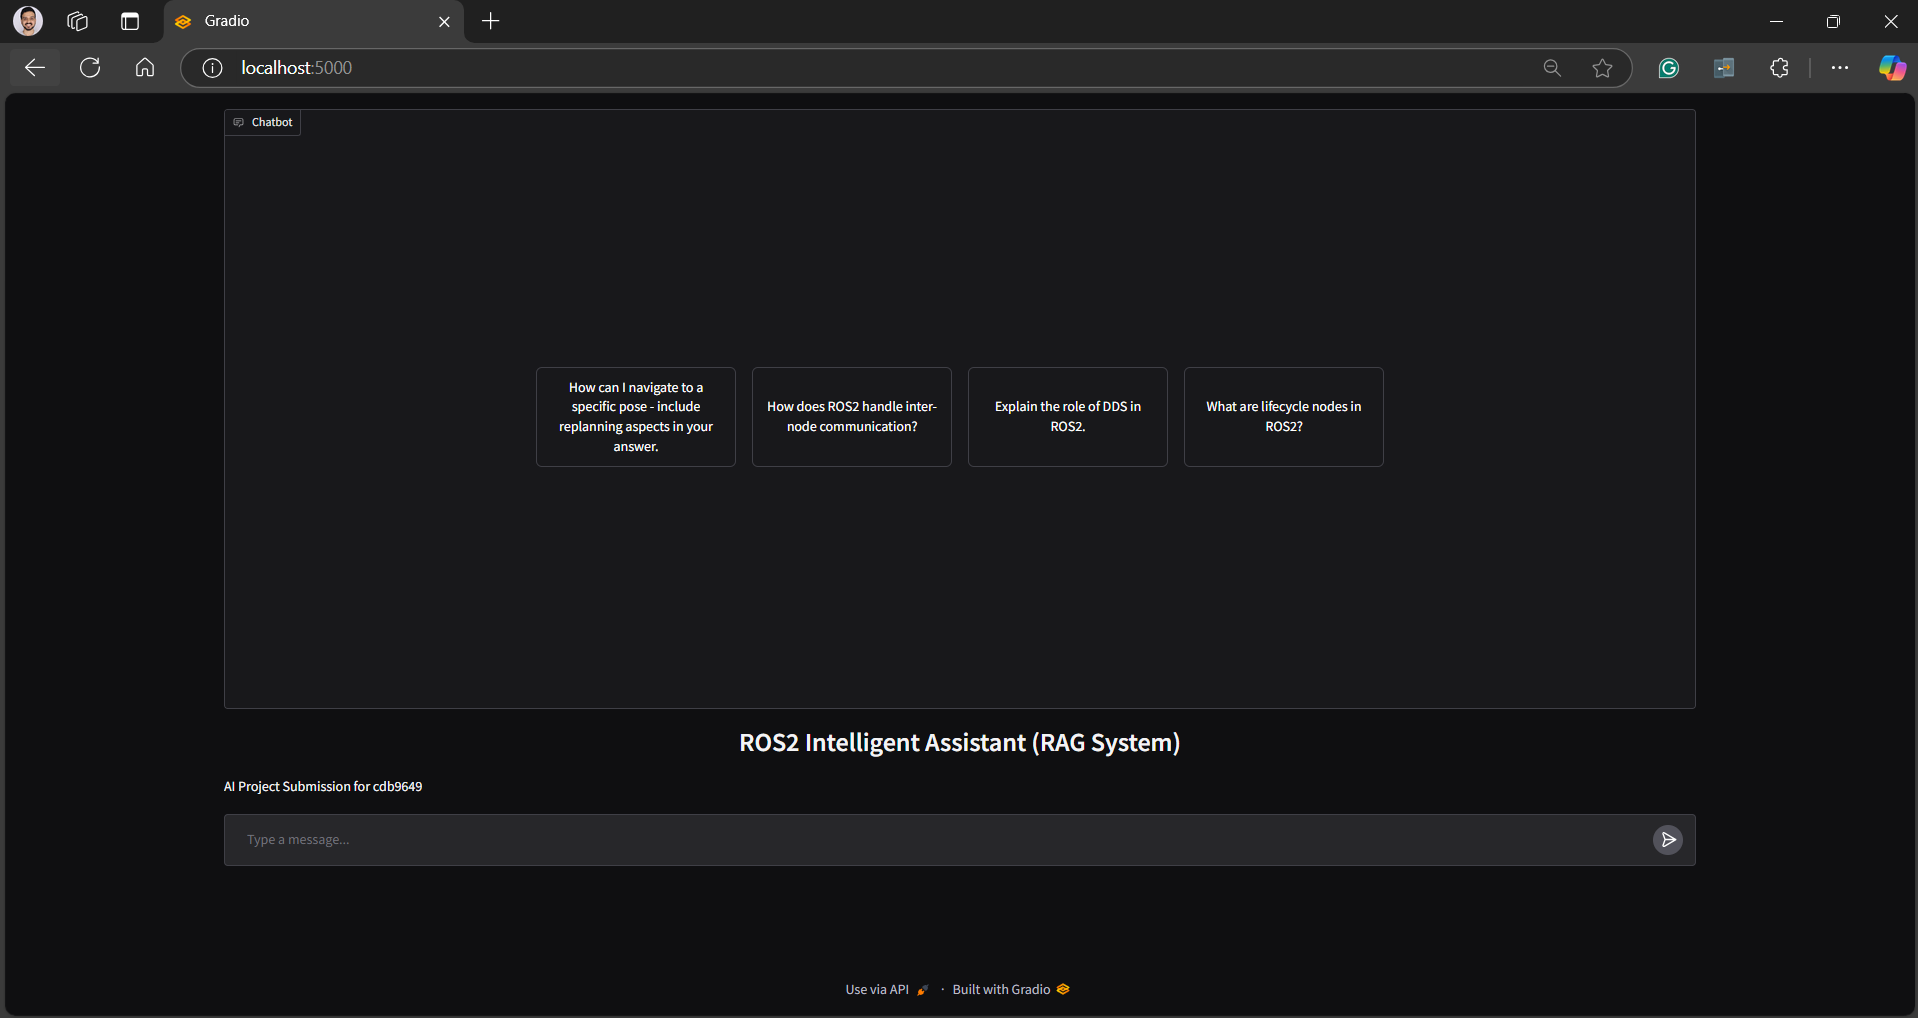 Gradio
localhost:5000
Chatbot
How can I navigate to a
specific pose - include
replanning aspects in your
answer.
How does ROS2 handle inter-
node communication?
Explain the role of DDS in
ROS2.
What are lifecycle nodes in
ROS2?
ROS2 Intelligent Assistant (RAG System)
AI Project Submission for cdb9649
Type a message...
Use via API · Built with Gradio